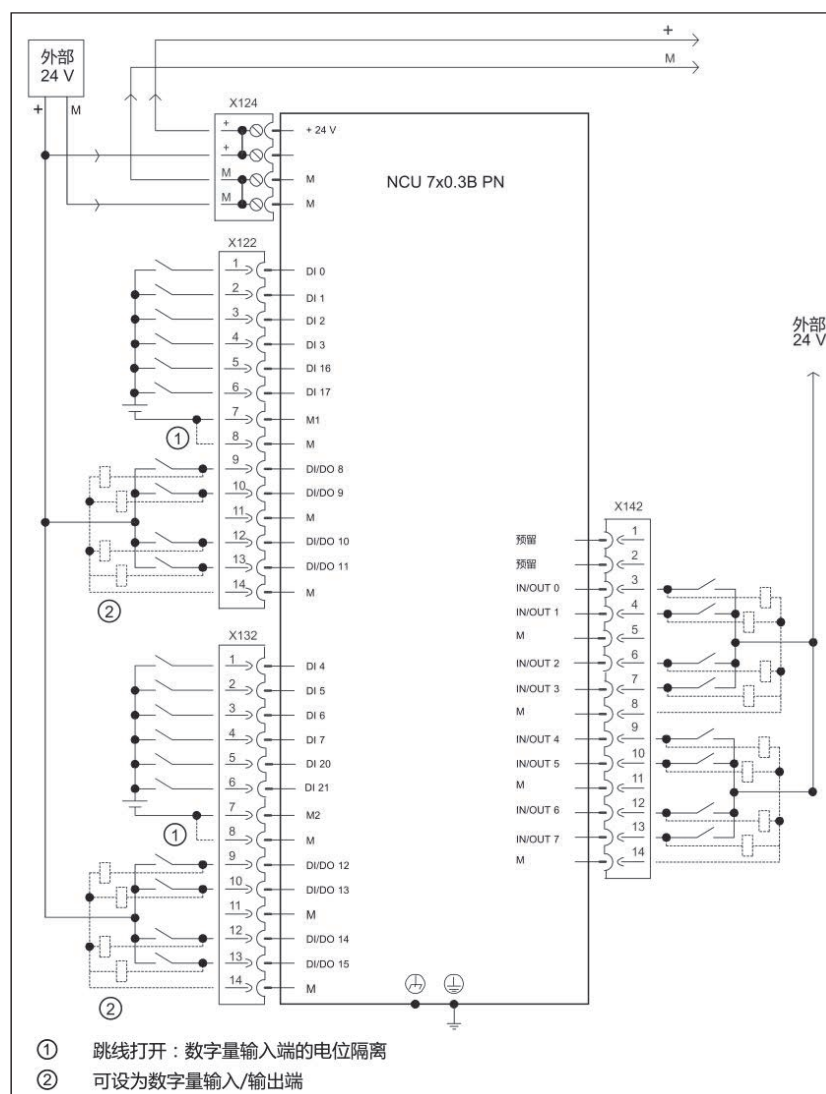 外部
24 V
+
M
+
M
X124
+
+
M
M
+ 24 V
M
M
NCU 7x0.3B PN
X122
1
DI 0
2
DI 1
3
DI 2
4
DI 3
5
DI 16
6
DI 17
7
M1
①
8
M
9
DI/DO 8
10
DI/DO 9
11
M
12
DI/DO 10
13
DI/DO 11
14
M
②
X132
1
DI 4
2
DI 5
3
DI 6
4
DI 7
5
DI 20
6
DI 21
7
M2
①
8
M
9
DI/DO 12
10
DI/DO 13
11
M
12
DI/DO 14
13
DI/DO 15
14
M
②
外部
24 V
X142
预留
1
预留
2
IN/OUT 0
3
IN/OUT 1
4
M
5
IN/OUT 2
6
IN/OUT 3
7
M
8
IN/OUT 4
9
IN/OUT 5
10
M
11
IN/OUT 6
12
IN/OUT 7
13
M
14
① 跳线打开：数字量输入端的电位隔离
② 可设为数字量输入/输出端